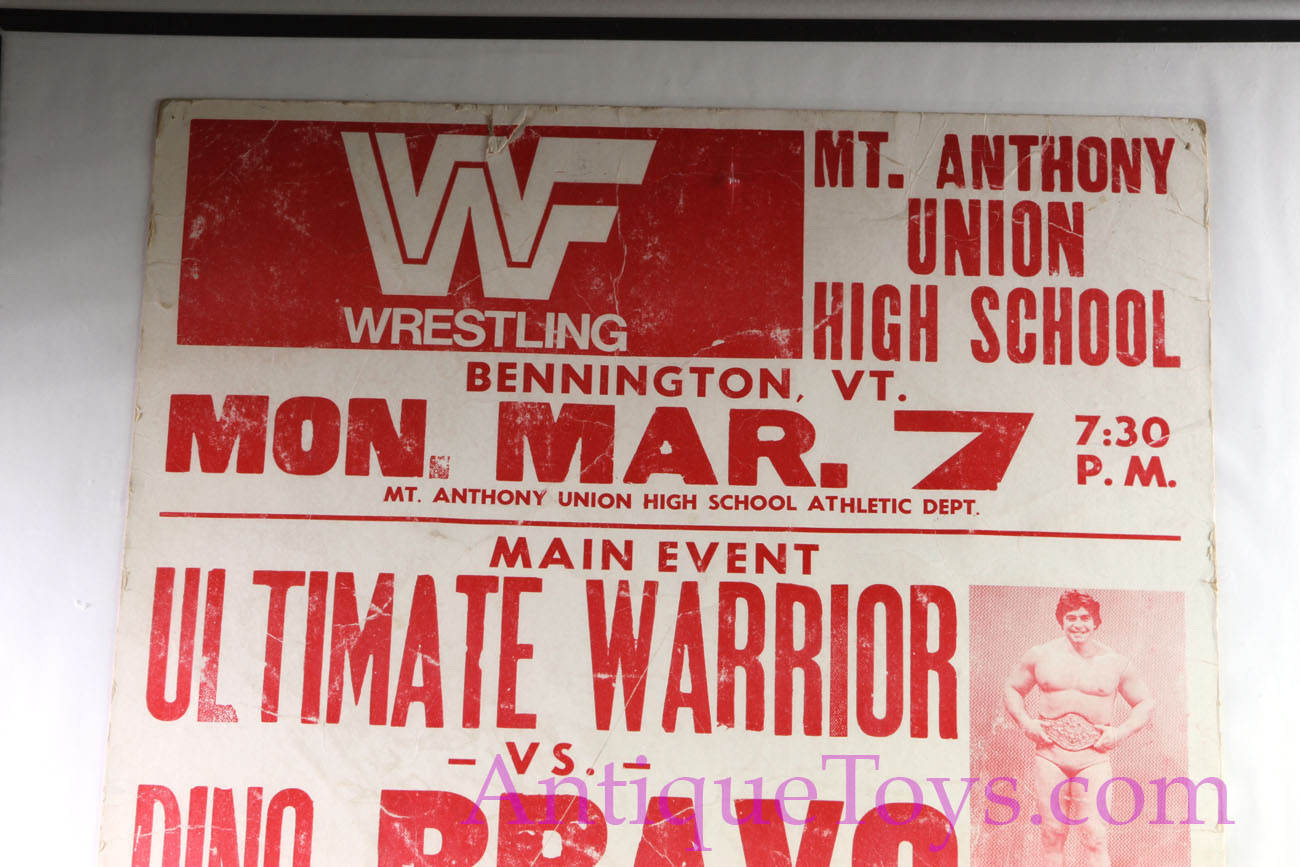 WF
WRESTLING
MT. ANTHONY
UNION
HIGH SCHOOL
BENNINGTON, VT.
MON. MAR. 7 7:30 P.M.
MT. ANTHONY UNION HIGH SCHOOL ATHLETIC DEPT.
MAIN EVENT
ULTIMATE WARRIOR
– VS. –
DINO BRAVO
AntiqueToys.com